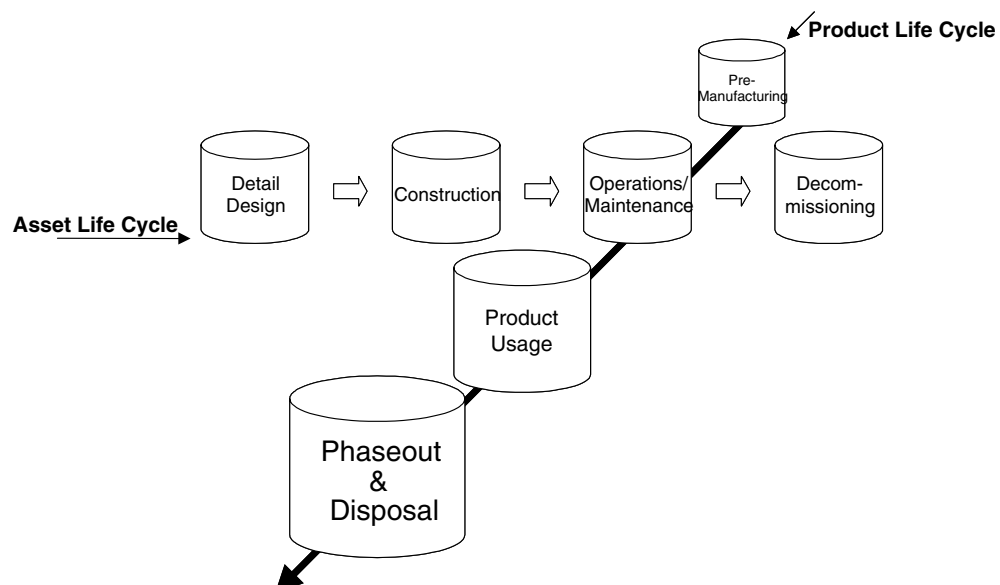 Product Life Cycle
Pre-
Manufacturing
Detail
Design
Construction
Operations/
Maintenance
Decom-
missioning
Asset Life Cycle
Product
Usage
Phaseout
&
Disposal